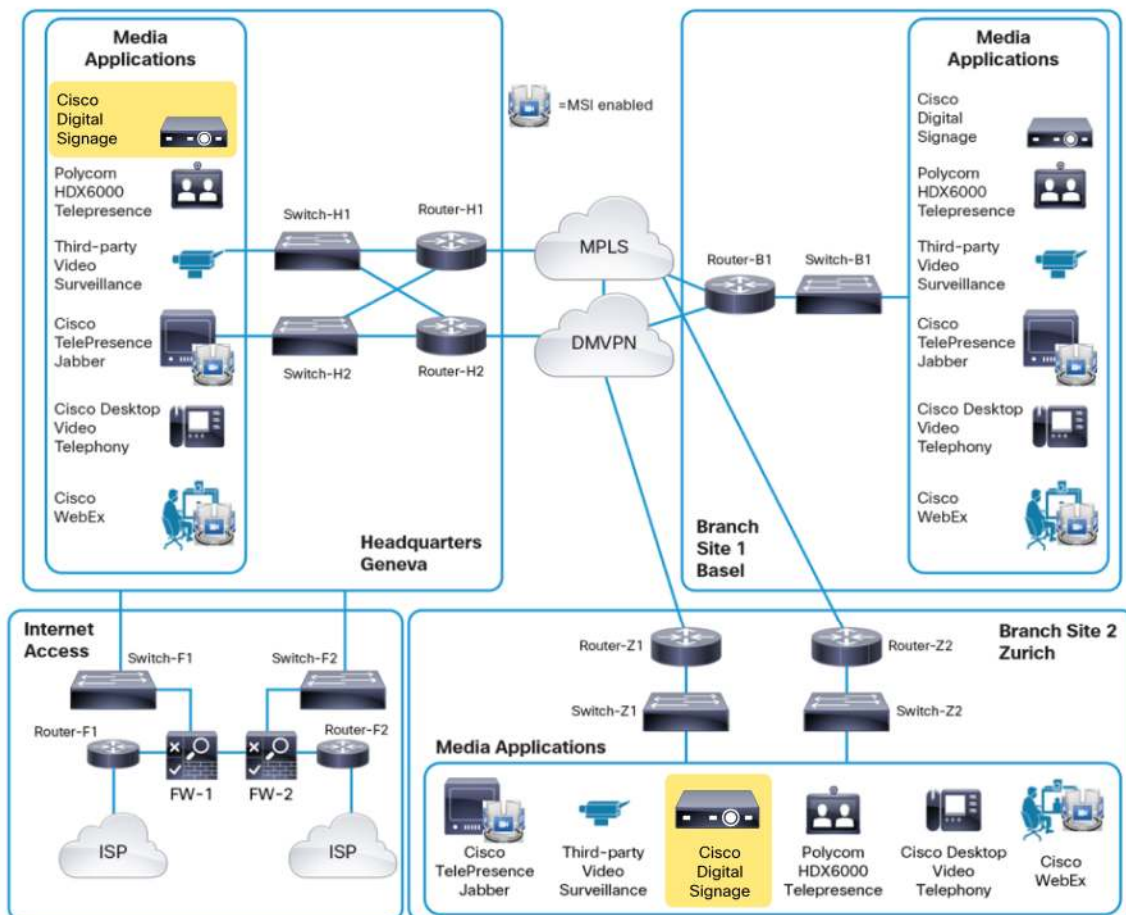 Media
Applications
Cisco
Digital
Signage
Polycom
HDX6000
Telepresence
Third-party
Video
Surveillance
Cisco
TelePresence
Jabber
Cisco Desktop
Video
Telephony
Cisco
WebEx
Switch-H1
Router-H1
Switch-H2
Router-H2
Headquarters
Geneva
=MSI enabled
MPLS
DMVPN
Router-B1
Switch-B1
Branch
Site 1
Basel
Media
Applications
Cisco
Digital
Signage
Polycom
HDX6000
Telepresence
Third-party
Video
Surveillance
Cisco
TelePresence
Jabber
Cisco Desktop
Video
Telephony
Cisco
WebEx
Internet
Access
Switch-F1
Switch-F2
Router-F1
Router-F2
FW-1
FW-2
ISP
ISP
Branch Site 2
Zurich
Router-Z1
Router-Z2
Switch-Z1
Switch-Z2
Media Applications
Cisco
TelePresence
Jabber
Third-party
Video
Surveillance
Cisco
Digital
Signage
Polycom
HDX6000
Telepresence
Cisco Desktop
Video
Telephony
Cisco
WebEx